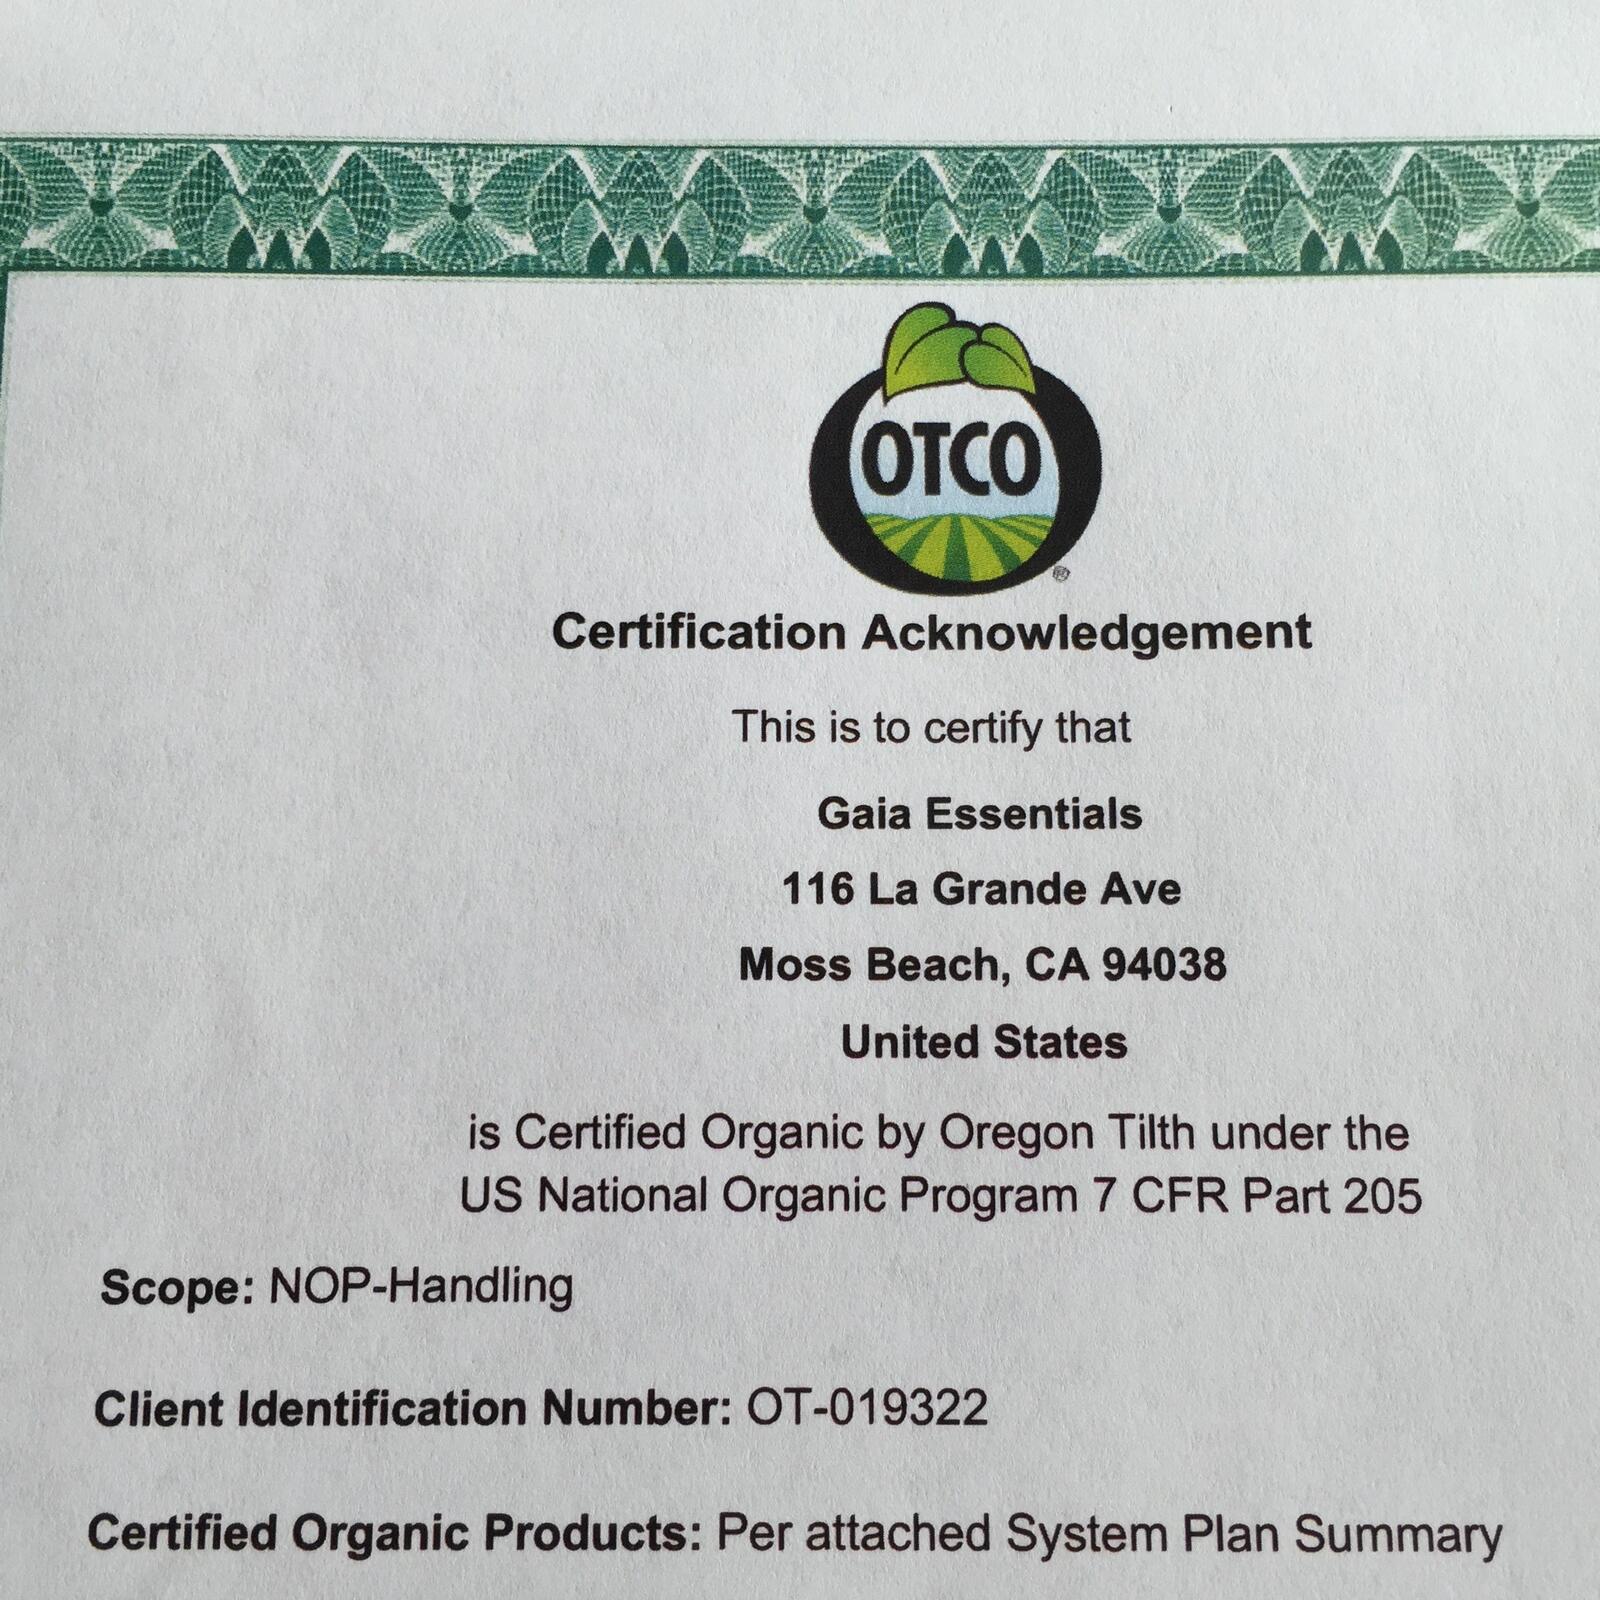 OTCO
®
Certification Acknowledgement
This is to certify that
Gaia Essentials
116 La Grande Ave
Moss Beach, CA 94038
United States
is Certified Organic by Oregon Tilth under the
US National Organic Program 7 CFR Part 205
Scope: NOP-Handling
Client Identification Number: OT-019322
Certified Organic Products: Per attached System Plan Summary